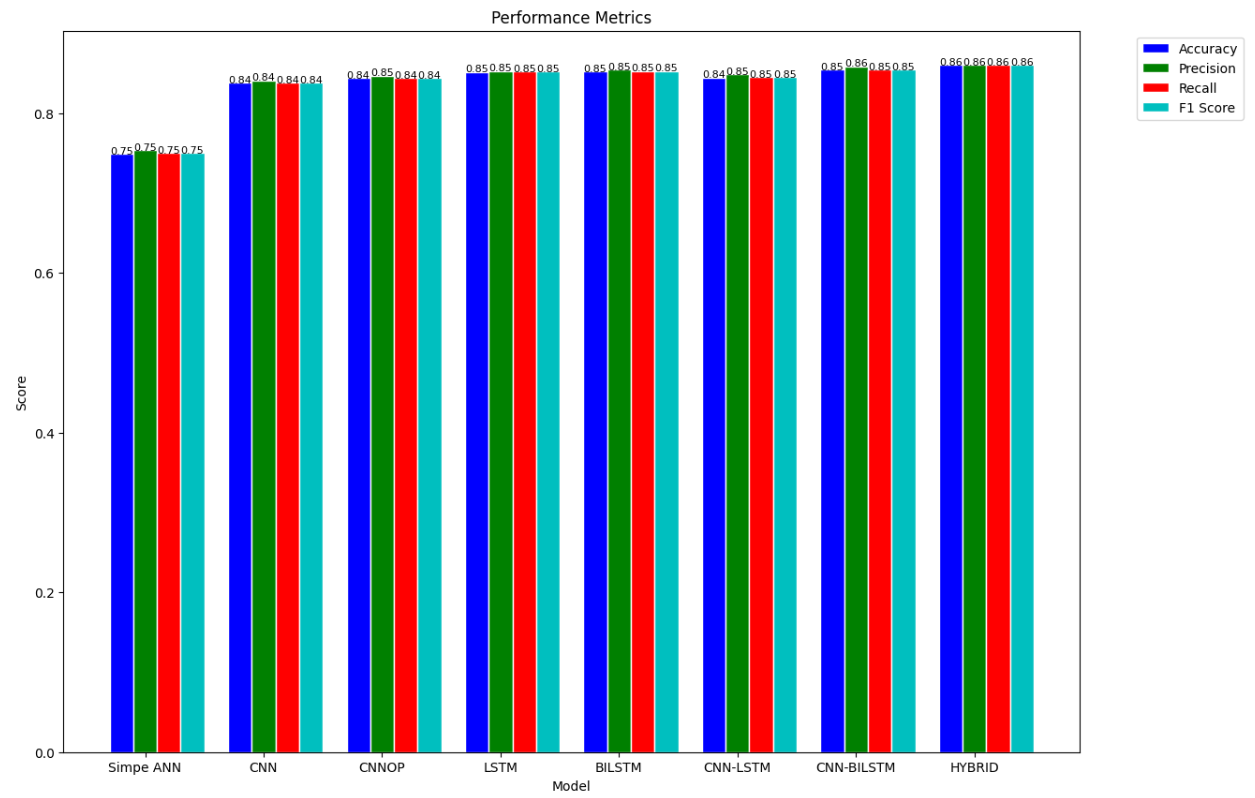 Performance Metrics
Accuracy
Precision
Recall
F1 Score
0.75 0.75 0.75 0.75
0.84 0.84 0.84 0.84
0.84 0.85 0.84 0.84
0.85 0.85 0.85 0.85
0.85 0.85 0.85 0.85
0.84 0.85 0.85 0.85
0.85 0.86 0.85 0.85
0.86 0.86 0.86 0.86
0.8
0.6
0.4
0.2
0.0
Score
Simpe ANN CNN CNNOP LSTM BILSTM CNN-LSTM CNN-BILSTM HYBRID
Model